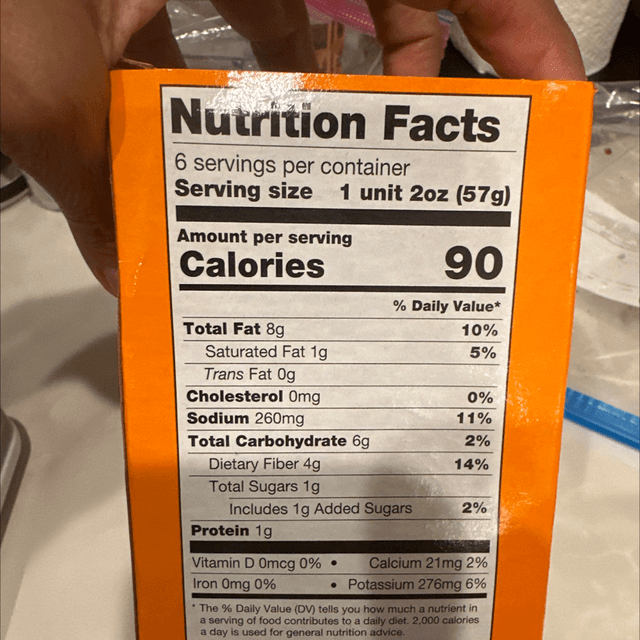 Nutrition Facts
6 servings per container
Serving size 1 unit 2oz (57g)
Amount per serving
Calories 90
% Daily Value*
Total Fat 8g 10%
Saturated Fat 1g 5%
Trans Fat 0g
Cholesterol 0mg 0%
Sodium 260mg 11%
Total Carbohydrate 6g 2%
Dietary Fiber 4g 14%
Total Sugars 1g
Includes 1g Added Sugars 2%
Protein 1g
Vitamin D 0mcg 0% • Calcium 21mg 2%
Iron 0mg 0% • Potassium 276mg 6%
* The % Daily Value (DV) tells you how much a nutrient in
a serving of food contributes to a daily diet. 2,000 calories
a day is used for general nutrition advice.